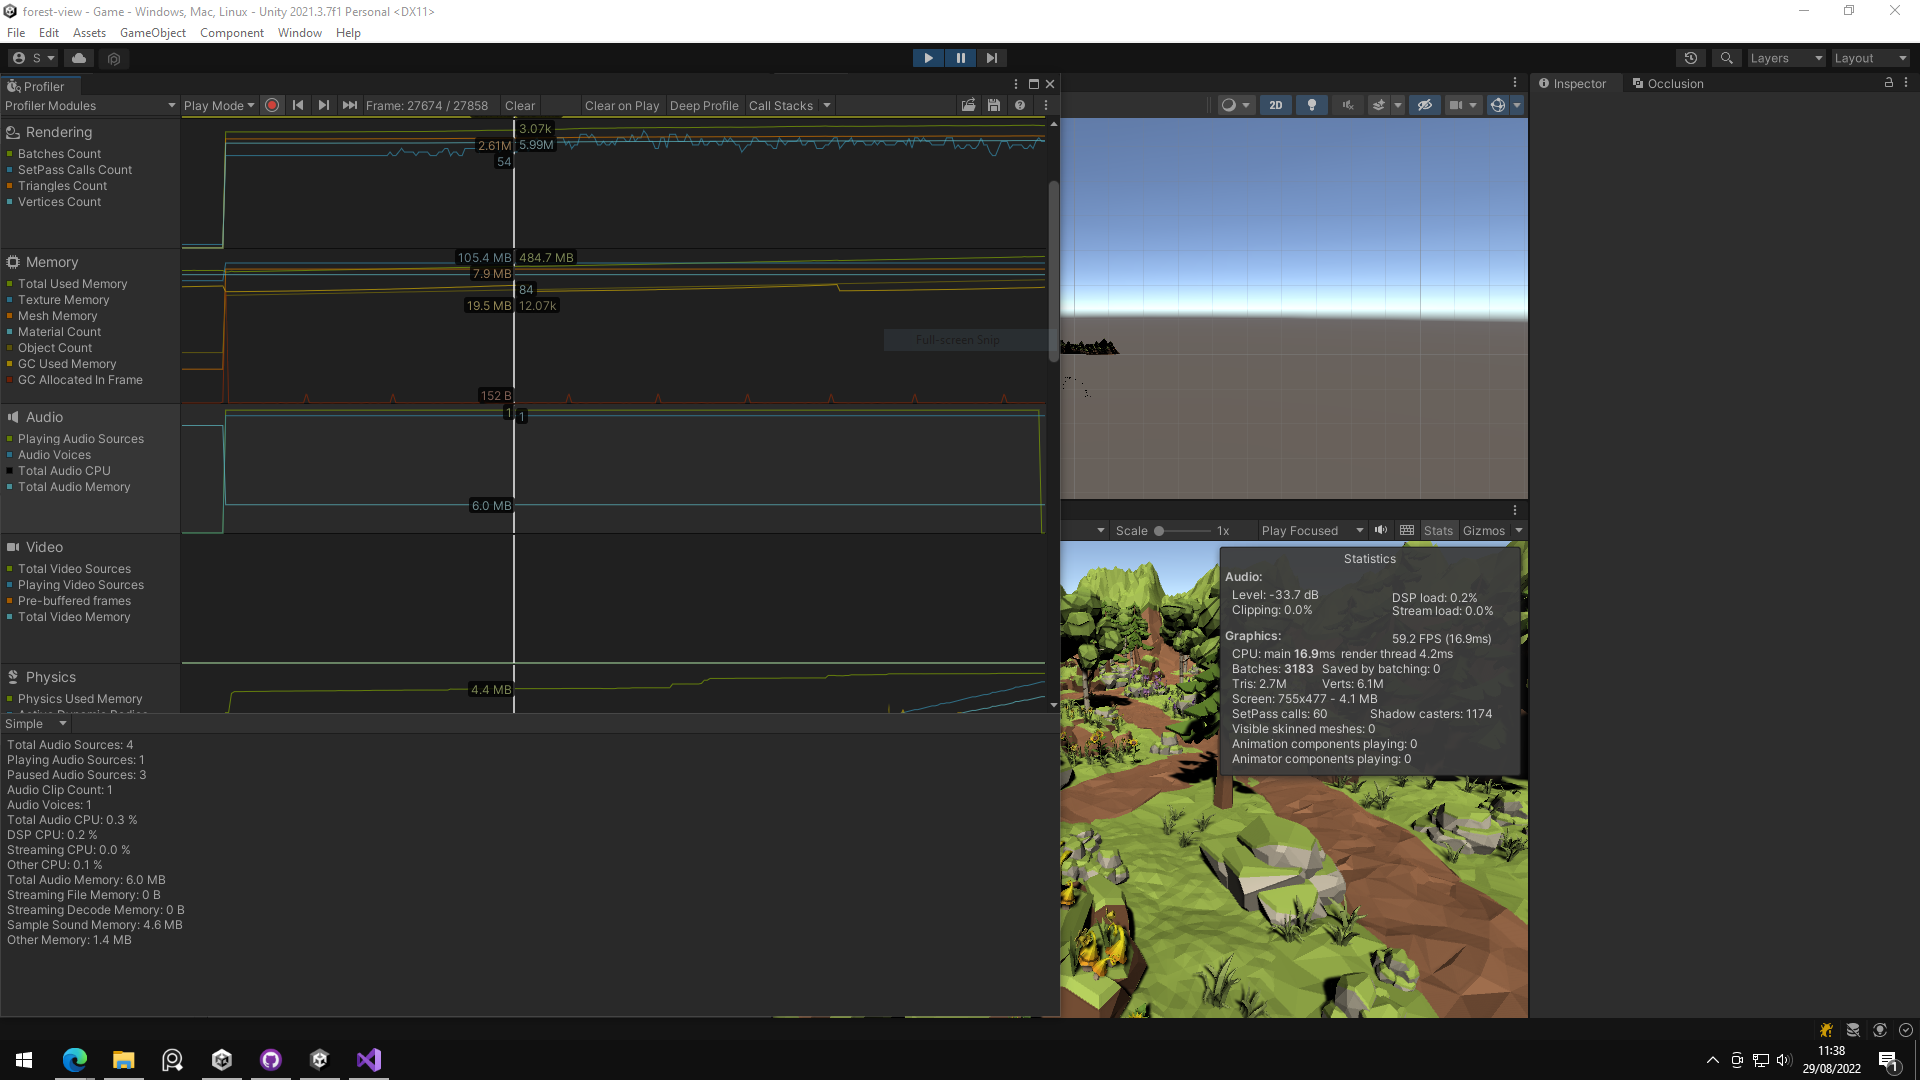 forest-view - Game - Windows, Mac, Linux - Unity 2021.3.7f1 Personal <DX11>
File Edit Assets GameObject Component Window Help
S
Layers
Layout
Profiler
Inspector
Occlusion
Profiler Modules
Play Mode
Frame: 27674 / 27858
Clear
Clear on Play
Deep Profile
Call Stacks
2D
Rendering
Batches Count
SetPass Calls Count
Triangles Count
Vertices Count
3.07k
2.61M
5.99M
54
Memory
Total Used Memory
Texture Memory
Mesh Memory
Material Count
Object Count
GC Used Memory
GC Allocated In Frame
105.4 MB
484.7 MB
7.9 MB
84
19.5 MB
12.07k
152 B
Full-screen Snip
Audio
Playing Audio Sources
Audio Voices
Total Audio CPU
Total Audio Memory
1
1
6.0 MB
Video
Total Video Sources
Playing Video Sources
Pre-buffered frames
Total Video Memory
Physics
Physics Used Memory
4.4 MB
Simple
Total Audio Sources: 4
Playing Audio Sources: 1
Paused Audio Sources: 3
Audio Clip Count: 1
Audio Voices: 1
Total Audio CPU: 0.3 %
DSP CPU: 0.2 %
Streaming CPU: 0.0 %
Other CPU: 0.1 %
Total Audio Memory: 6.0 MB
Streaming File Memory: 0 B
Streaming Decode Memory: 0 B
Sample Sound Memory: 4.6 MB
Other Memory: 1.4 MB
Scale
1x
Play Focused
Stats
Gizmos
Statistics
Audio:
Level: -33.7 dB
DSP load: 0.2%
Clipping: 0.0%
Stream load: 0.0%
Graphics:
59.2 FPS (16.9ms)
CPU: main 16.9ms render thread 4.2ms
Batches: 3183 Saved by batching: 0
Tris: 2.7M Verts: 6.1M
Screen: 755x477 - 4.1 MB
SetPass calls: 60 Shadow casters: 1174
Visible skinned meshes: 0
Animation components playing: 0
Animator components playing: 0
11:38
29/08/2022
1